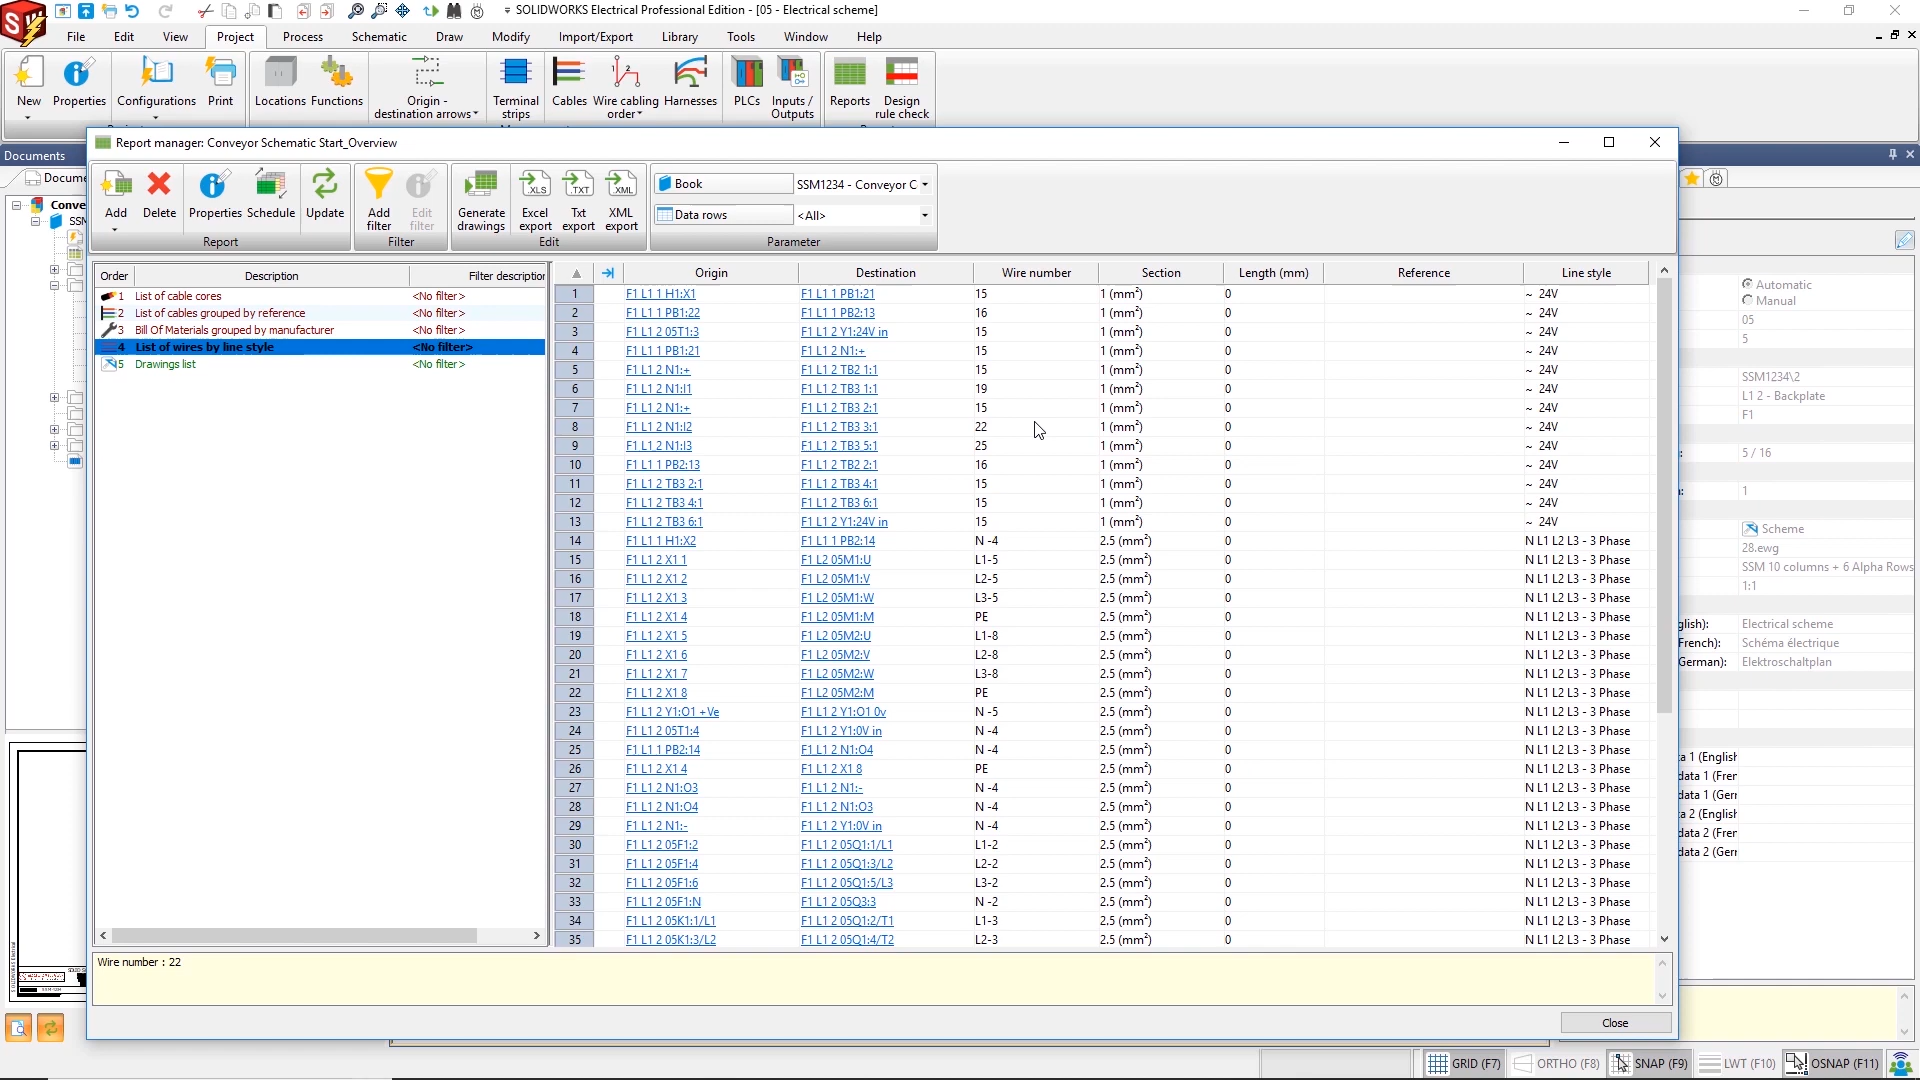 SOLIDWORKS Electrical Professional Edition - [05 - Electrical scheme]
File Edit View Project Process Schematic Draw Modify Import/Export Library Tools Window Help
New Properties Configurations Print Locations Functions Origin - destination arrows Terminal strips Cables Wire cabling order Harnesses PLCs Inputs / Outputs Reports Design rule check
Documents
Report manager: Conveyor Schematic Start_Overview
Add Delete Properties Schedule Update Add filter Edit filter Generate drawings Excel export Txt export XML export
Book SSM1234 - Conveyor C
Data rows <All>
Report Filter Edit Parameter
Order Description Filter description
1 List of cable cores <No filter>
2 List of cables grouped by reference <No filter>
3 Bill Of Materials grouped by manufacturer <No filter>
4 List of wires by line style <No filter>
5 Drawings list <No filter>
Origin Destination Wire number Section Length (mm) Reference Line style
1 F1 L1 1 H1:X1 F1 L1 1 PB1:21 15 1 (mm²) 0 ~ 24V
2 F1 L1 1 PB1:22 F1 L1 1 PB2:13 16 1 (mm²) 0 ~ 24V
3 F1 L1 2 05T1:3 F1 L1 2 Y1:24V in 15 1 (mm²) 0 ~ 24V
4 F1 L1 1 PB1:21 F1 L1 2 N1:+ 15 1 (mm²) 0 ~ 24V
5 F1 L1 2 N1:+ F1 L1 2 TB2 1:1 15 1 (mm²) 0 ~ 24V
6 F1 L1 2 N1:I1 F1 L1 2 TB3 1:1 19 1 (mm²) 0 ~ 24V
7 F1 L1 2 N1:+ F1 L1 2 TB3 2:1 15 1 (mm²) 0 ~ 24V
8 F1 L1 2 N1:I2 F1 L1 2 TB3 3:1 22 1 (mm²) 0 ~ 24V
9 F1 L1 2 N1:I3 F1 L1 2 TB3 5:1 25 1 (mm²) 0 ~ 24V
10 F1 L1 1 PB2:13 F1 L1 2 TB2 2:1 16 1 (mm²) 0 ~ 24V
11 F1 L1 2 TB3 2:1 F1 L1 2 TB3 4:1 15 1 (mm²) 0 ~ 24V
12 F1 L1 2 TB3 4:1 F1 L1 2 TB3 6:1 15 1 (mm²) 0 ~ 24V
13 F1 L1 2 TB3 6:1 F1 L1 2 Y1:24V in 15 1 (mm²) 0 ~ 24V
14 F1 L1 1 H1:X2 F1 L1 1 PB2:14 N -4 2.5 (mm²) 0 N L1 L2 L3 - 3 Phase
15 F1 L1 2 X1 1 F1 L2 05M1:U L1-5 2.5 (mm²) 0 N L1 L2 L3 - 3 Phase
16 F1 L1 2 X1 2 F1 L2 05M1:V L2-5 2.5 (mm²) 0 N L1 L2 L3 - 3 Phase
17 F1 L1 2 X1 3 F1 L2 05M1:W L3-5 2.5 (mm²) 0 N L1 L2 L3 - 3 Phase
18 F1 L1 2 X1 4 F1 L2 05M1:M PE 2.5 (mm²) 0 N L1 L2 L3 - 3 Phase
19 F1 L1 2 X1 5 F1 L2 05M2:U L1-8 2.5 (mm²) 0 N L1 L2 L3 - 3 Phase
20 F1 L1 2 X1 6 F1 L2 05M2:V L2-8 2.5 (mm²) 0 N L1 L2 L3 - 3 Phase
21 F1 L1 2 X1 7 F1 L2 05M2:W L3-8 2.5 (mm²) 0 N L1 L2 L3 - 3 Phase
22 F1 L1 2 X1 8 F1 L2 05M2:M PE 2.5 (mm²) 0 N L1 L2 L3 - 3 Phase
23 F1 L1 2 Y1:O1 +Ve F1 L1 2 Y1:O1 0v N -5 2.5 (mm²) 0 N L1 L2 L3 - 3 Phase
24 F1 L1 2 05T1:4 F1 L1 2 Y1:0V in N -4 2.5 (mm²) 0 N L1 L2 L3 - 3 Phase
25 F1 L1 1 PB2:14 F1 L1 2 N1:O4 N -4 2.5 (mm²) 0 N L1 L2 L3 - 3 Phase
26 F1 L1 2 X1 4 F1 L1 2 X1 8 PE 2.5 (mm²) 0 N L1 L2 L3 - 3 Phase
27 F1 L1 2 N1:O3 F1 L1 2 N1:- N -4 2.5 (mm²) 0 N L1 L2 L3 - 3 Phase
28 F1 L1 2 N1:O4 F1 L1 2 N1:O3 N -4 2.5 (mm²) 0 N L1 L2 L3 - 3 Phase
29 F1 L1 2 N1:- F1 L1 2 Y1:0V in N -4 2.5 (mm²) 0 N L1 L2 L3 - 3 Phase
30 F1 L1 2 05F1:2 F1 L1 2 05Q1:1/L1 L1-2 2.5 (mm²) 0 N L1 L2 L3 - 3 Phase
31 F1 L1 2 05F1:4 F1 L1 2 05Q1:3/L2 L2-2 2.5 (mm²) 0 N L1 L2 L3 - 3 Phase
32 F1 L1 2 05F1:6 F1 L1 2 05Q1:5/L3 L3-2 2.5 (mm²) 0 N L1 L2 L3 - 3 Phase
33 F1 L1 2 05F1:N F1 L1 2 05Q3:3 N -2 2.5 (mm²) 0 N L1 L2 L3 - 3 Phase
34 F1 L1 2 05K1:1/L1 F1 L1 2 05Q1:2/T1 L1-3 2.5 (mm²) 0 N L1 L2 L3 - 3 Phase
35 F1 L1 2 05K1:3/L2 F1 L1 2 05Q1:4/T2 L2-3 2.5 (mm²) 0 N L1 L2 L3 - 3 Phase
Wire number : 22
Close
Docume
Conve
SSM
Automatic
Manual
05
5
SSM1234\2
L1 2 - Backplate
F1
5 / 16
1
Scheme
28.ewg
SSM 10 columns + 6 Alpha Rows
1:1
glish): Electrical scheme
French): Schéma électrique
German): Elektroschaltplan
ta 1 (English
data 1 (Fren
data 1 (Gerr
ta 2 (English
data 2 (Fren
data 2 (Gerr
GRID (F7) ORTHO (F8) SNAP (F9) LWT (F10) OSNAP (F11)